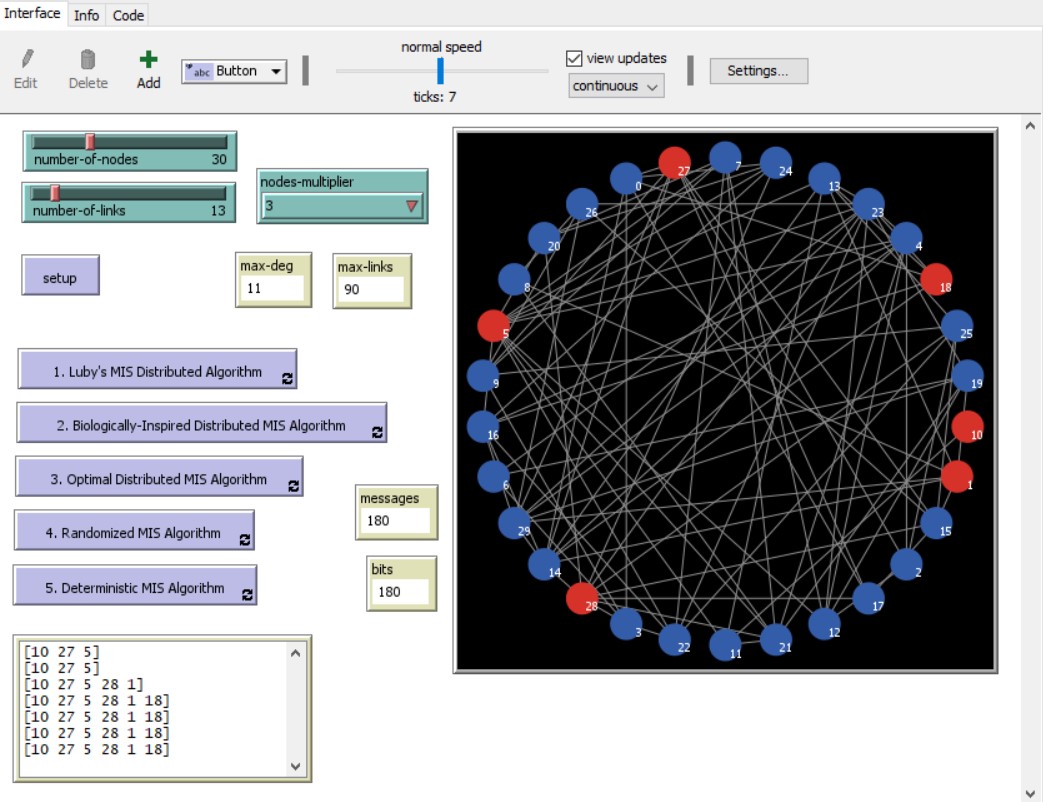 Interface Info Code
normal speed
view updates
Edit Delete Add abc Button
continuous
Settings...
ticks: 7
number-of-nodes 30
number-of-links 13
nodes-multiplier
3
setup
max-deg
11
max-links
90
1. Luby's MIS Distributed Algorithm
2. Biologically-Inspired Distributed MIS Algorithm
3. Optimal Distributed MIS Algorithm
4. Randomized MIS Algorithm
5. Deterministic MIS Algorithm
messages
180
bits
180
[10 27 5]
[10 27 5]
[10 27 5 28 1]
[10 27 5 28 1 18]
[10 27 5 28 1 18]
[10 27 5 28 1 18]
[10 27 5 28 1 18]
7
27
24
0
13
26
23
20
4
8
18
5
25
9
19
16
10
6
1
29
15
14
2
28
17
3
12
22
21
11